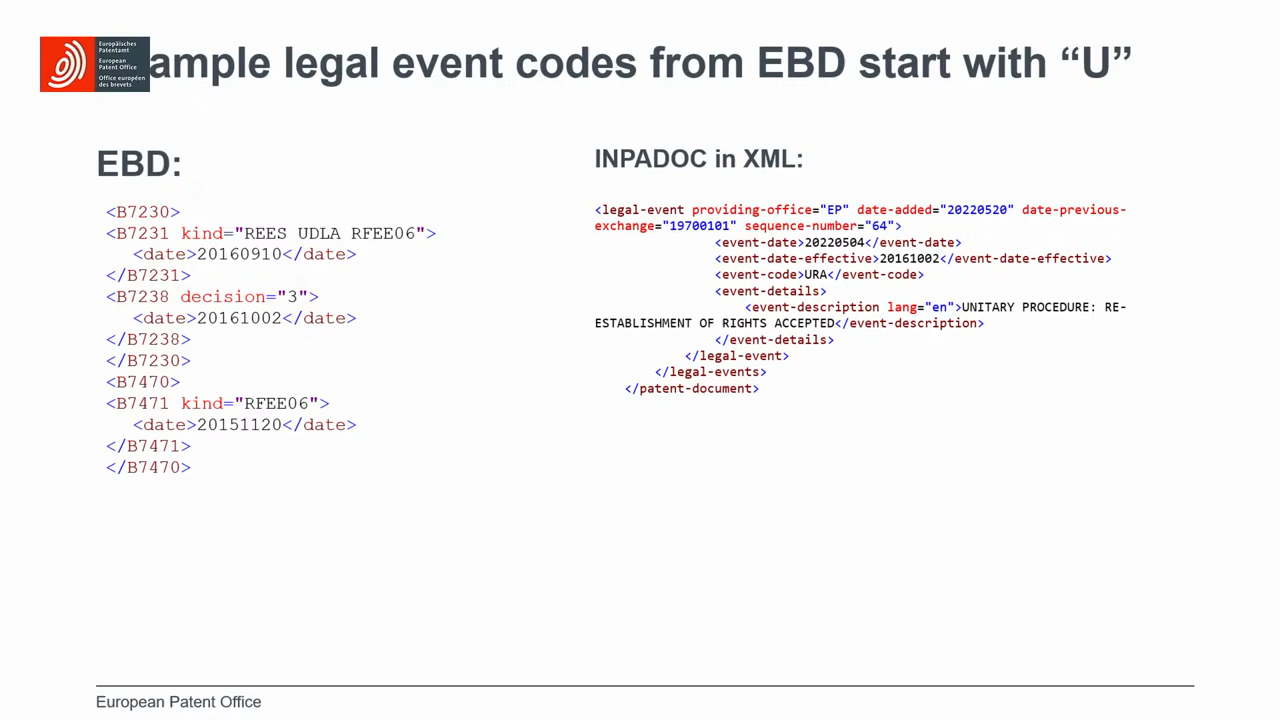 Europäisches
Patentamt
European
Patent Office
Office européen
des brevets
ample legal event codes from EBD start with “U”
EBD:
<B7230>
<B7231 kind="REES UDLA RFEE06">
<date>20160910</date>
</B7231>
<B7238 decision="3">
<date>20161002</date>
</B7238>
</B7230>
<B7470>
<B7471 kind="RFEE06">
<date>20151120</date>
</B7471>
</B7470>
INPADOC in XML:
<legal-event providing-office="EP" date-added="20220520" date-previous-
exchange="19700101" sequence-number="64">
<event-date>20220504</event-date>
<event-date-effective>20161002</event-date-effective>
<event-code>URA</event-code>
<event-details>
<event-description lang="en">UNITARY PROCEDURE: RE-
ESTABLISHMENT OF RIGHTS ACCEPTED</event-description>
</event-details>
</legal-event>
</legal-events>
</patent-document>
European Patent Office